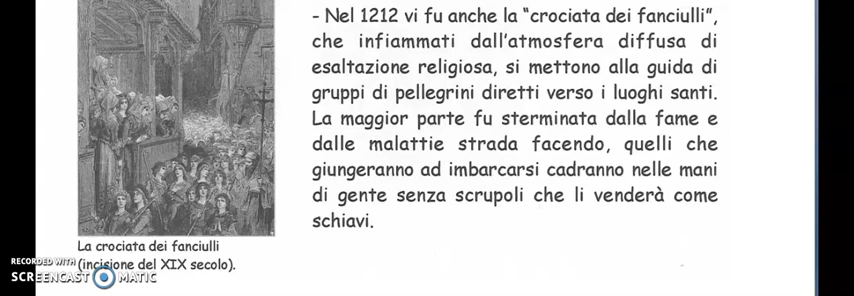 - Nel 1212 vi fu anche la “crociata dei fanciulli”,
che infiammati dall’atmosfera diffusa di
esaltazione religiosa, si mettono alla guida di
gruppi di pellegrini diretti verso i luoghi santi.
La maggior parte fu sterminata dalla fame e
dalle malattie strada facendo, quelli che
giungeranno ad imbarcarsi cadranno nelle mani
di gente senza scrupoli che li venderà come
schiavi.
La crociata dei fanciulli
(incisione del XIX secolo).
RECORDED WITH
SCREENCAST MATIC